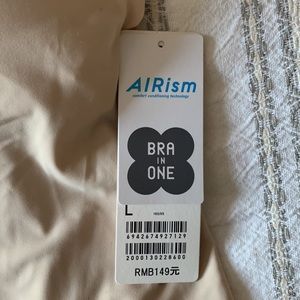 AIRism
comfort conditioning technology
BRA
IN
ONE
L
6942674927129
2000130228600
RMB149元